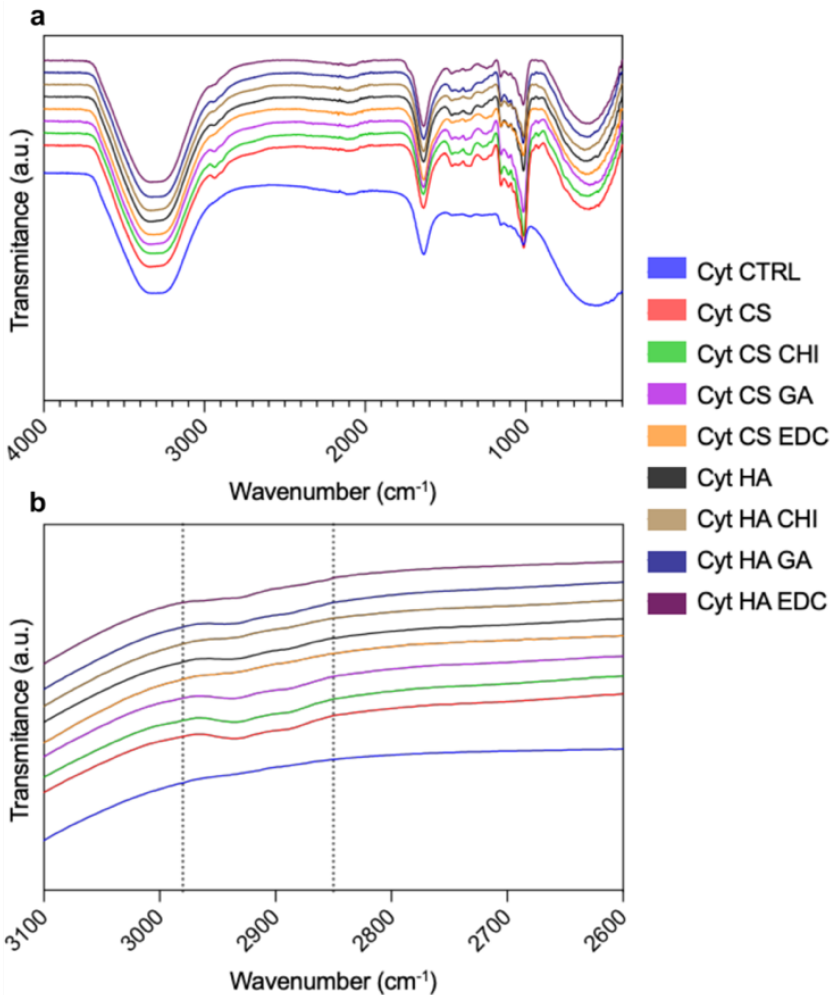 a
Transmitance (a.u.)
4000
3000
2000
1000
Wavenumber (cm-1)
Cyt CTRL
Cyt CS
Cyt CS CHI
Cyt CS GA
Cyt CS EDC
Cyt HA
Cyt HA CHI
Cyt HA GA
Cyt HA EDC
b
Transmitance (a.u.)
3100
3000
2900
2800
2700
2600
Wavenumber (cm-1)